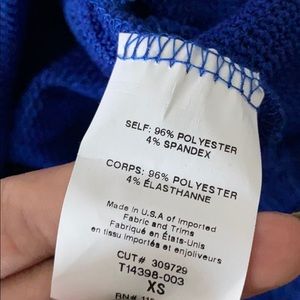 SELF: 96% POLYESTER
4% SPANDEX
CORPS: 96% POLYESTER
4% ÉLASTHANNE
Made in U.S.A of Imported
Fabric and Trims
Fabriqué en États-Unis
en tissu importés et enjoliveurs
CUT# 309729
T14398-003
XS
RN#